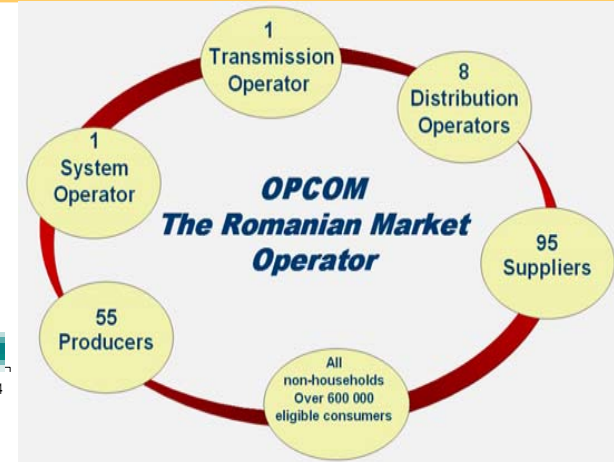 1
Transmission
Operator
8
Distribution
Operators
1
System
Operator
OPCOM
The Romanian Market
Operator
95
Suppliers
55
Producers
All
non-households
Over 600 000
eligible consumers
4